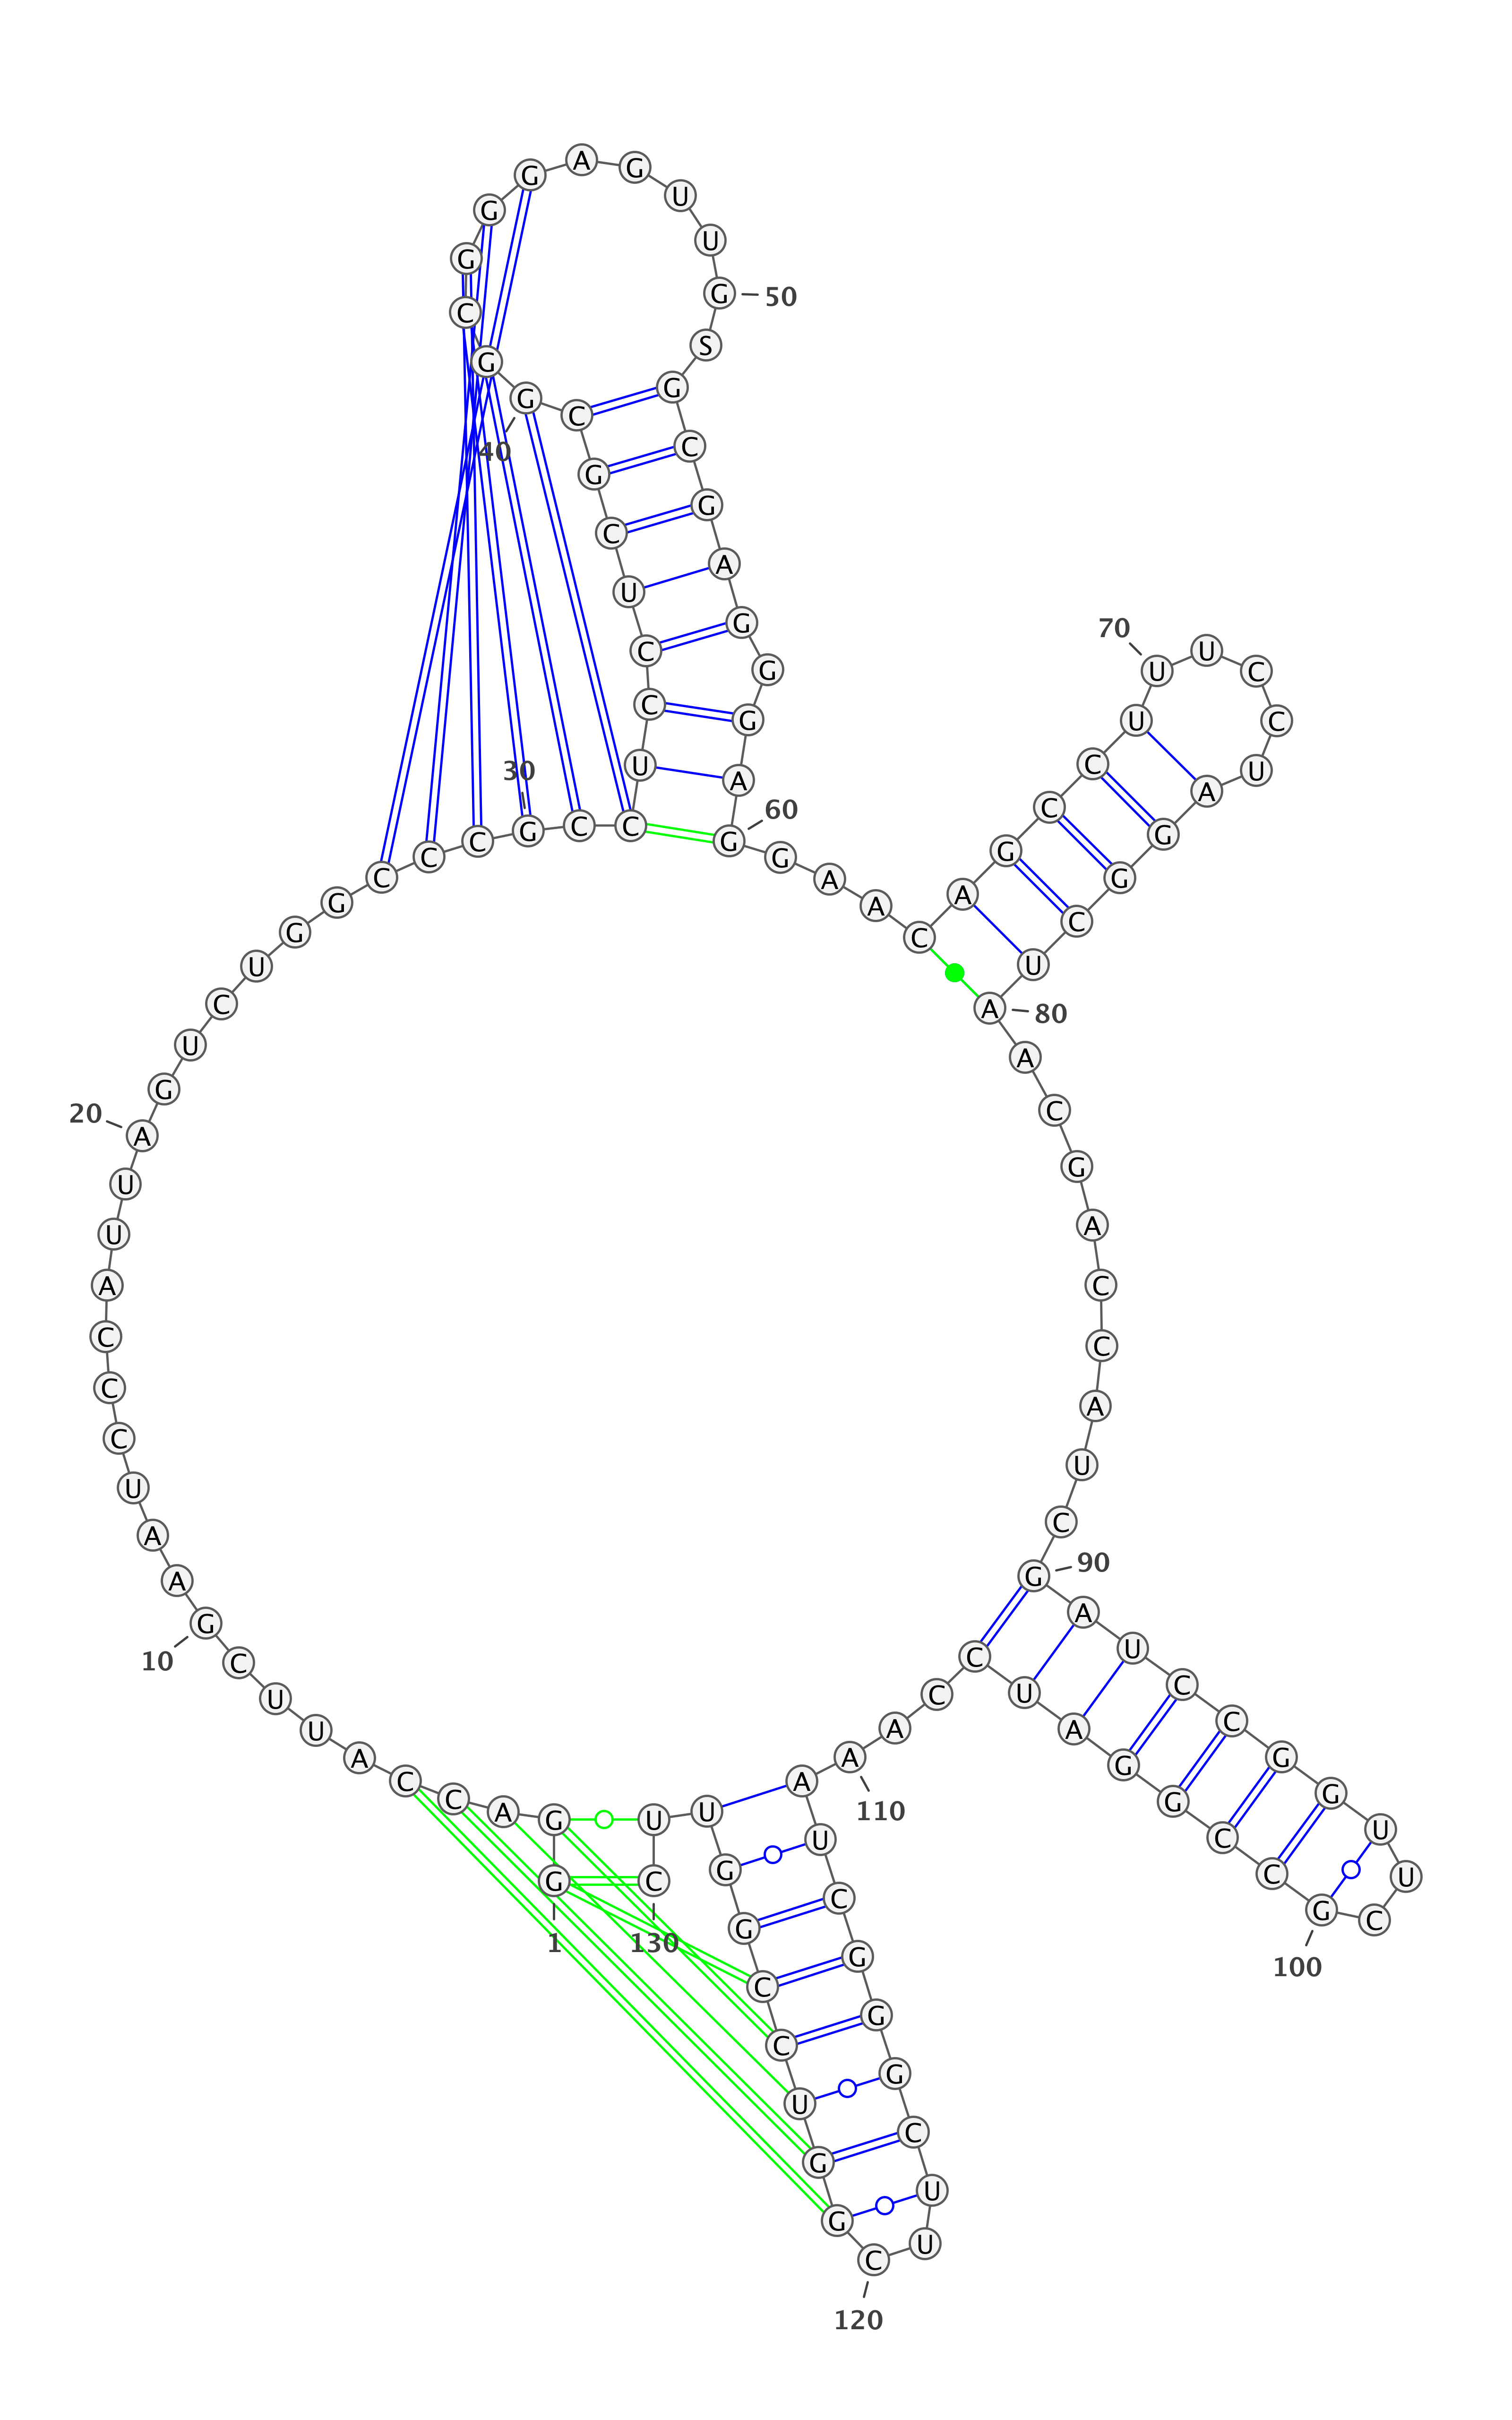 1
G G A C C A U U C
10
G A A U C C C A U U
20
A G U C U G G C C C
30
G C C U C C U C G C
40
G G C G G G A G U U
50
G S G C G A G G G A
60
G G A A C A G C C U
70
U U C C U A G G C U
80
A A C G A C C A U C
90
G A U C C G G U U C
100
G C C G G A U C C A
110
A A U C G G G C U U
120
C G G U C C G G U U
130
C